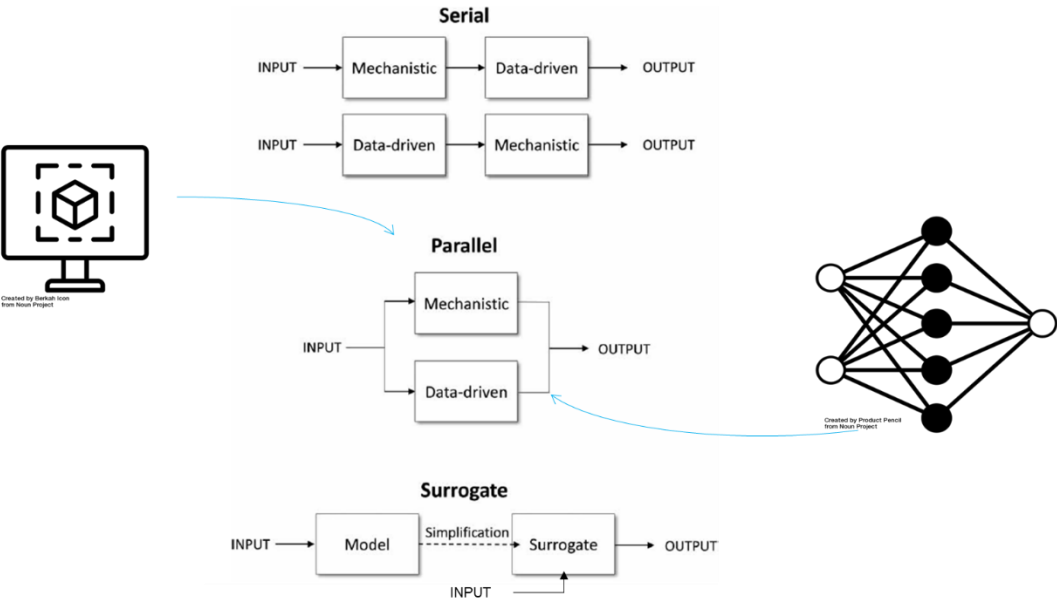 Serial
INPUT
Mechanistic
Data-driven
OUTPUT
INPUT
Data-driven
Mechanistic
OUTPUT
Created by Berkah Icon
from Noun Project
Parallel
Mechanistic
INPUT
OUTPUT
Data-driven
Created by Product Pencil
from Noun Project
Surrogate
INPUT
Model
Simplification
Surrogate
OUTPUT
INPUT